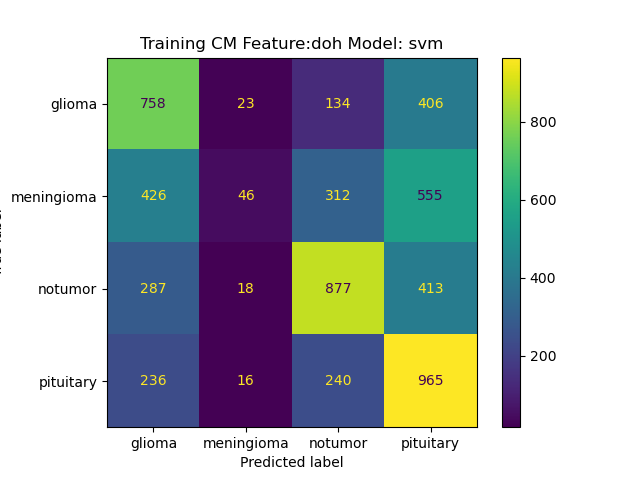 Training CM Feature:doh Model: svm
glioma 758 23 134 406
meningioma 426 46 312 555
notumor 287 18 877 413
pituitary 236 16 240 965
glioma meningioma notumor pituitary
Predicted label
800
600
400
200